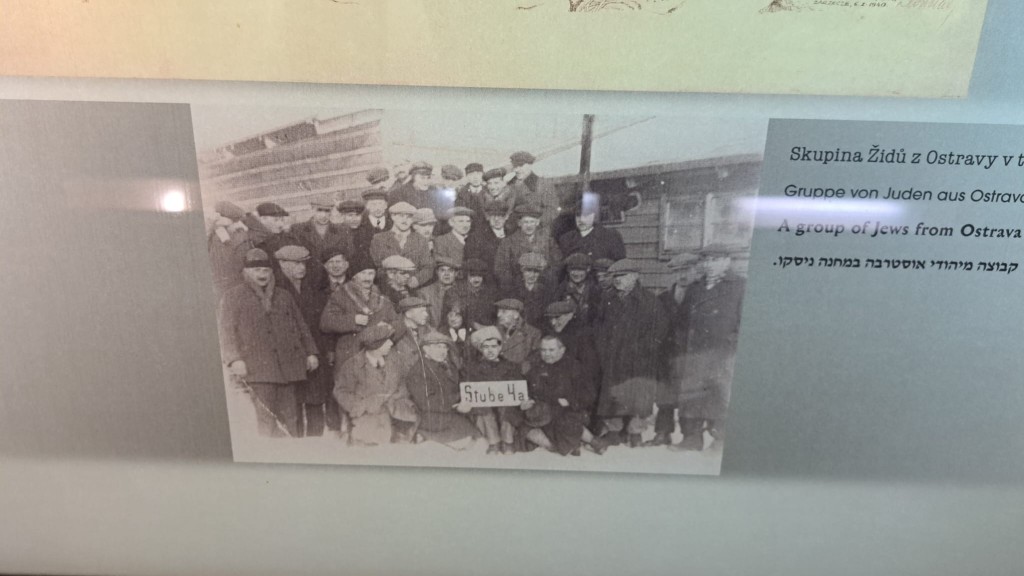 Skupina Židů z Ostravy v t
Gruppe von Juden aus Ostrava
A group of Jews from Ostrava
קבוצה מיהודי אוסטרבה במחנה ניסקו.
Stube 4a